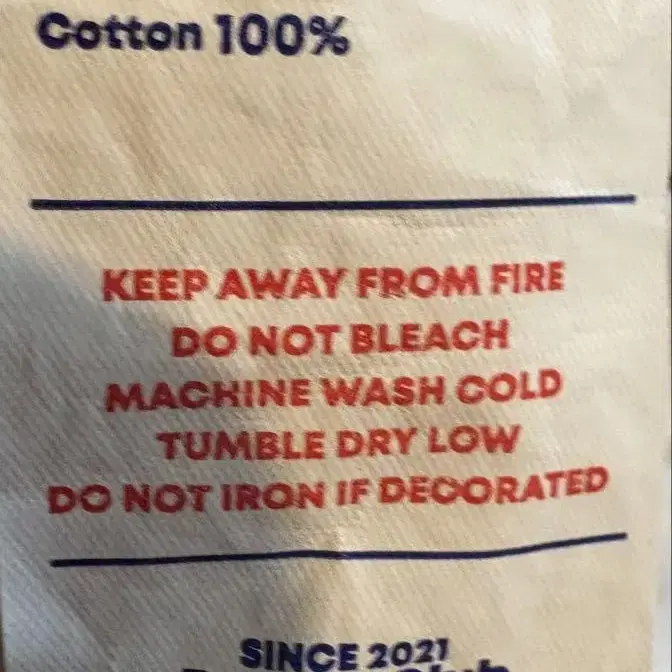 Cotton 100%
KEEP AWAY FROM FIRE
DO NOT BLEACH
MACHINE WASH COLD
TUMBLE DRY LOW
DO NOT IRON IF DECORATED
SINCE 2021